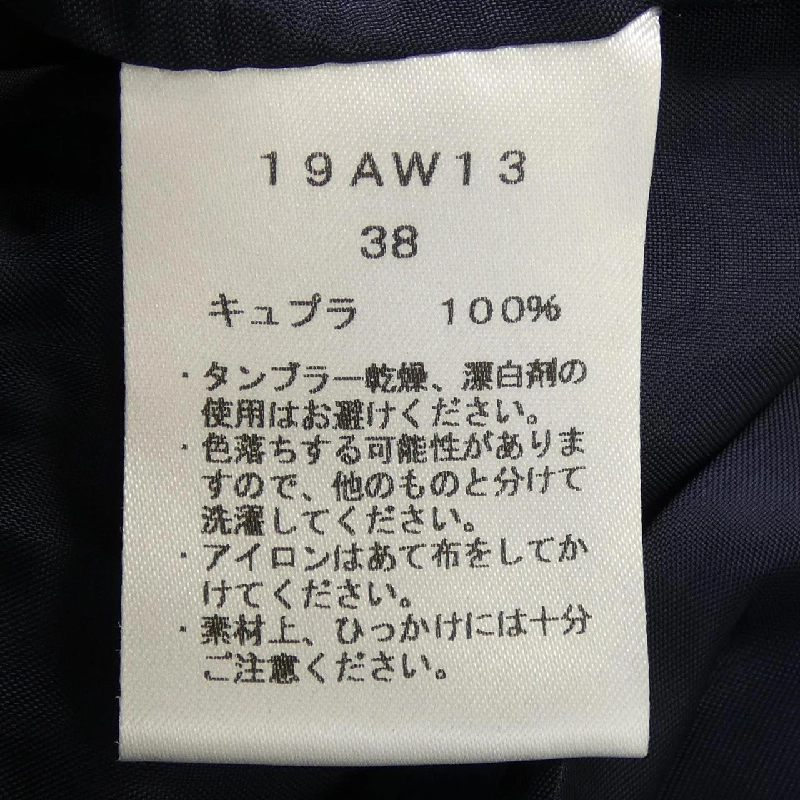 19AW13
38
キュプラ 100%
・タンブラー乾燥、漂白剤の
使用はお避けください。
・色落ちする可能性がありま
すので、他のものと分けて
洗濯してください。
・アイロンはあて布をしてか
けてください。
・素材上、ひっかけには十分
ご注意ください。